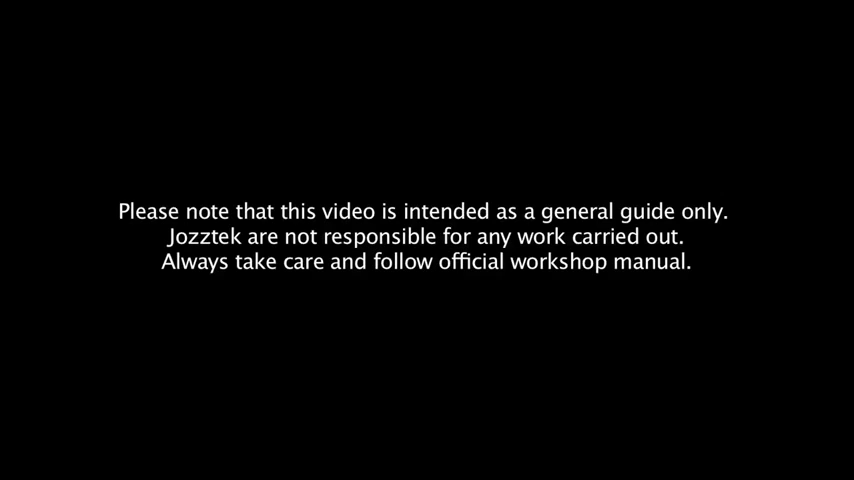 Please note that this video is intended as a general guide only.
Jozztek are not responsible for any work carried out.
Always take care and follow official workshop manual.